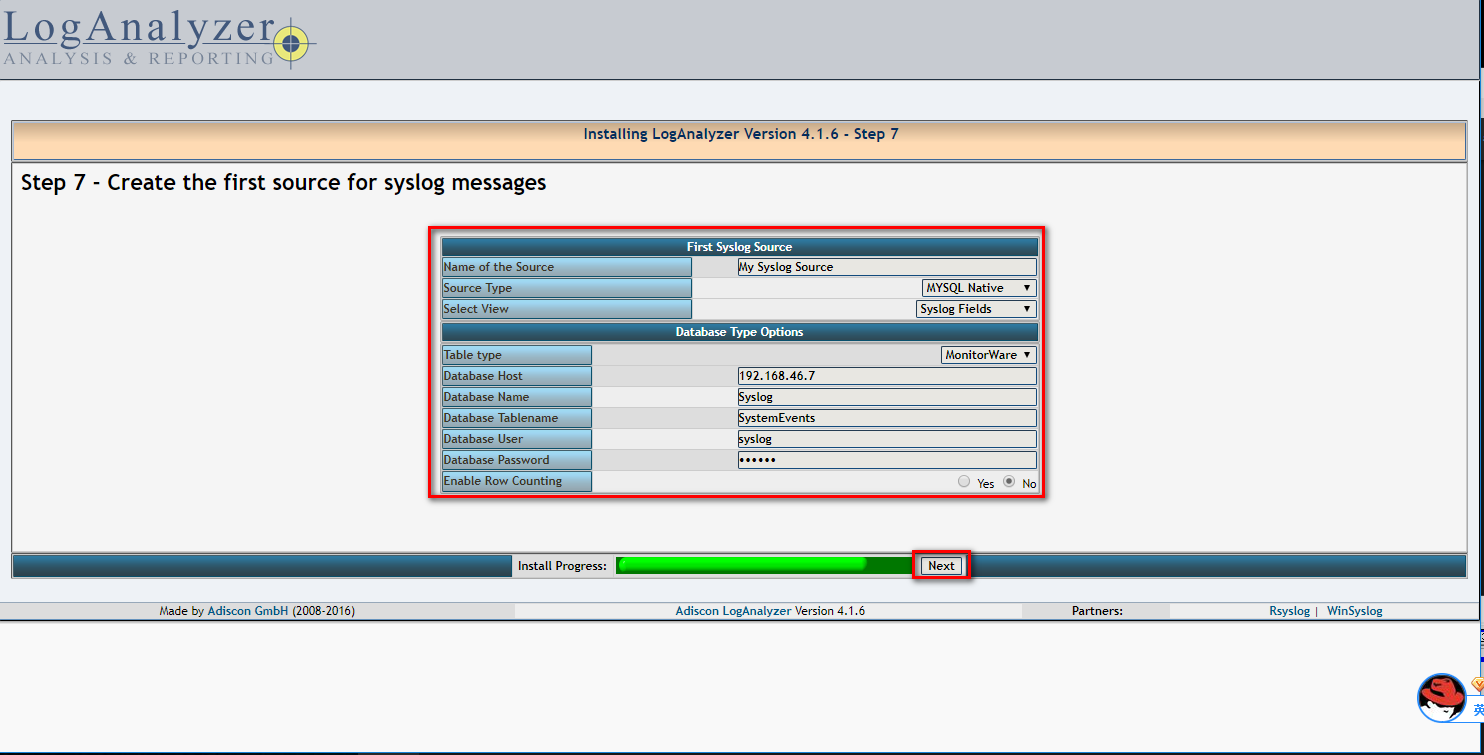 LogAnalyzer
ANALYSIS & REPORTING
Installing LogAnalyzer Version 4.1.6 - Step 7
Step 7 - Create the first source for syslog messages
First Syslog Source
Name of the Source My Syslog Source
Source Type MYSQL Native
Select View Syslog Fields
Database Type Options
Table type MonitorWare
Database Host 192.168.46.7
Database Name Syslog
Database Tablename SystemEvents
Database User syslog
Database Password ••••••
Enable Row Counting Yes No
Install Progress: Next
Made by Adiscon GmbH (2008-2016) Adiscon LogAnalyzer Version 4.1.6 Partners: Rsyslog | WinSyslog
英